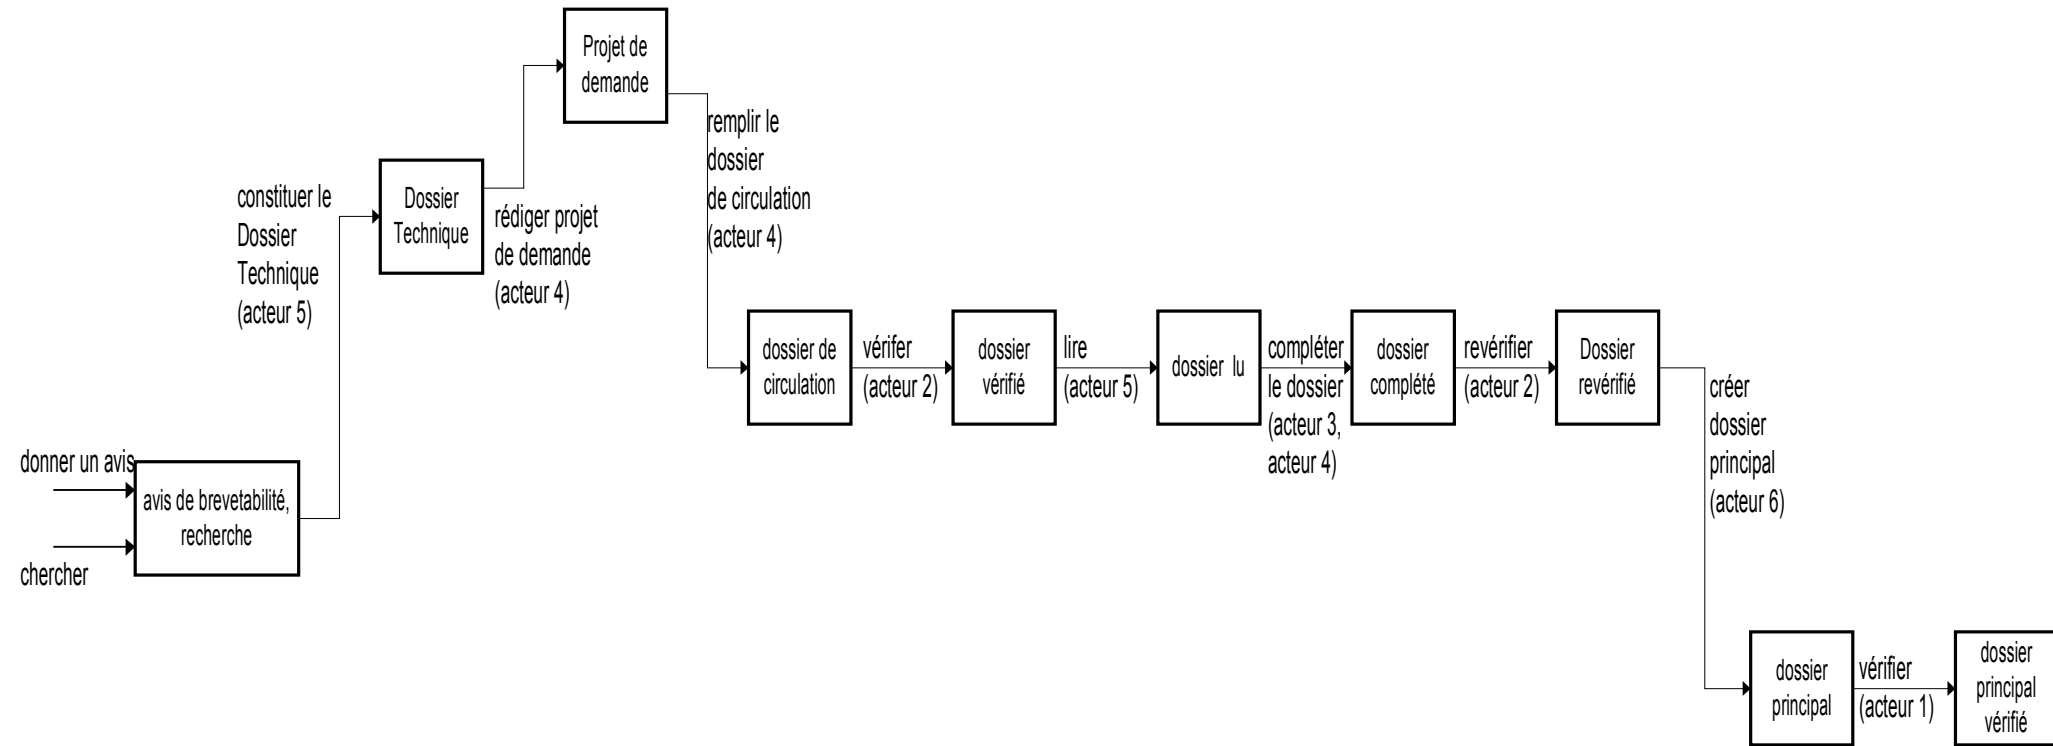 donner un avis
chercher
avis de brevetabilité,
recherche
constituer le
Dossier
Technique
(acteur 5)
Dossier
Technique
rédiger projet
de demande
(acteur 4)
Projet de
demande
remplir le
dossier
de circulation
(acteur 4)
dossier de
circulation
vérifer
(acteur 2)
dossier
vérifié
lire
(acteur 5)
dossier lu
compléter
le dossier
(acteur 3,
acteur 4)
dossier
complété
revérifier
(acteur 2)
Dossier
revérifié
créer
dossier
principal
(acteur 6)
dossier
principal
vérifier
(acteur 1)
dossier
principal
vérifié